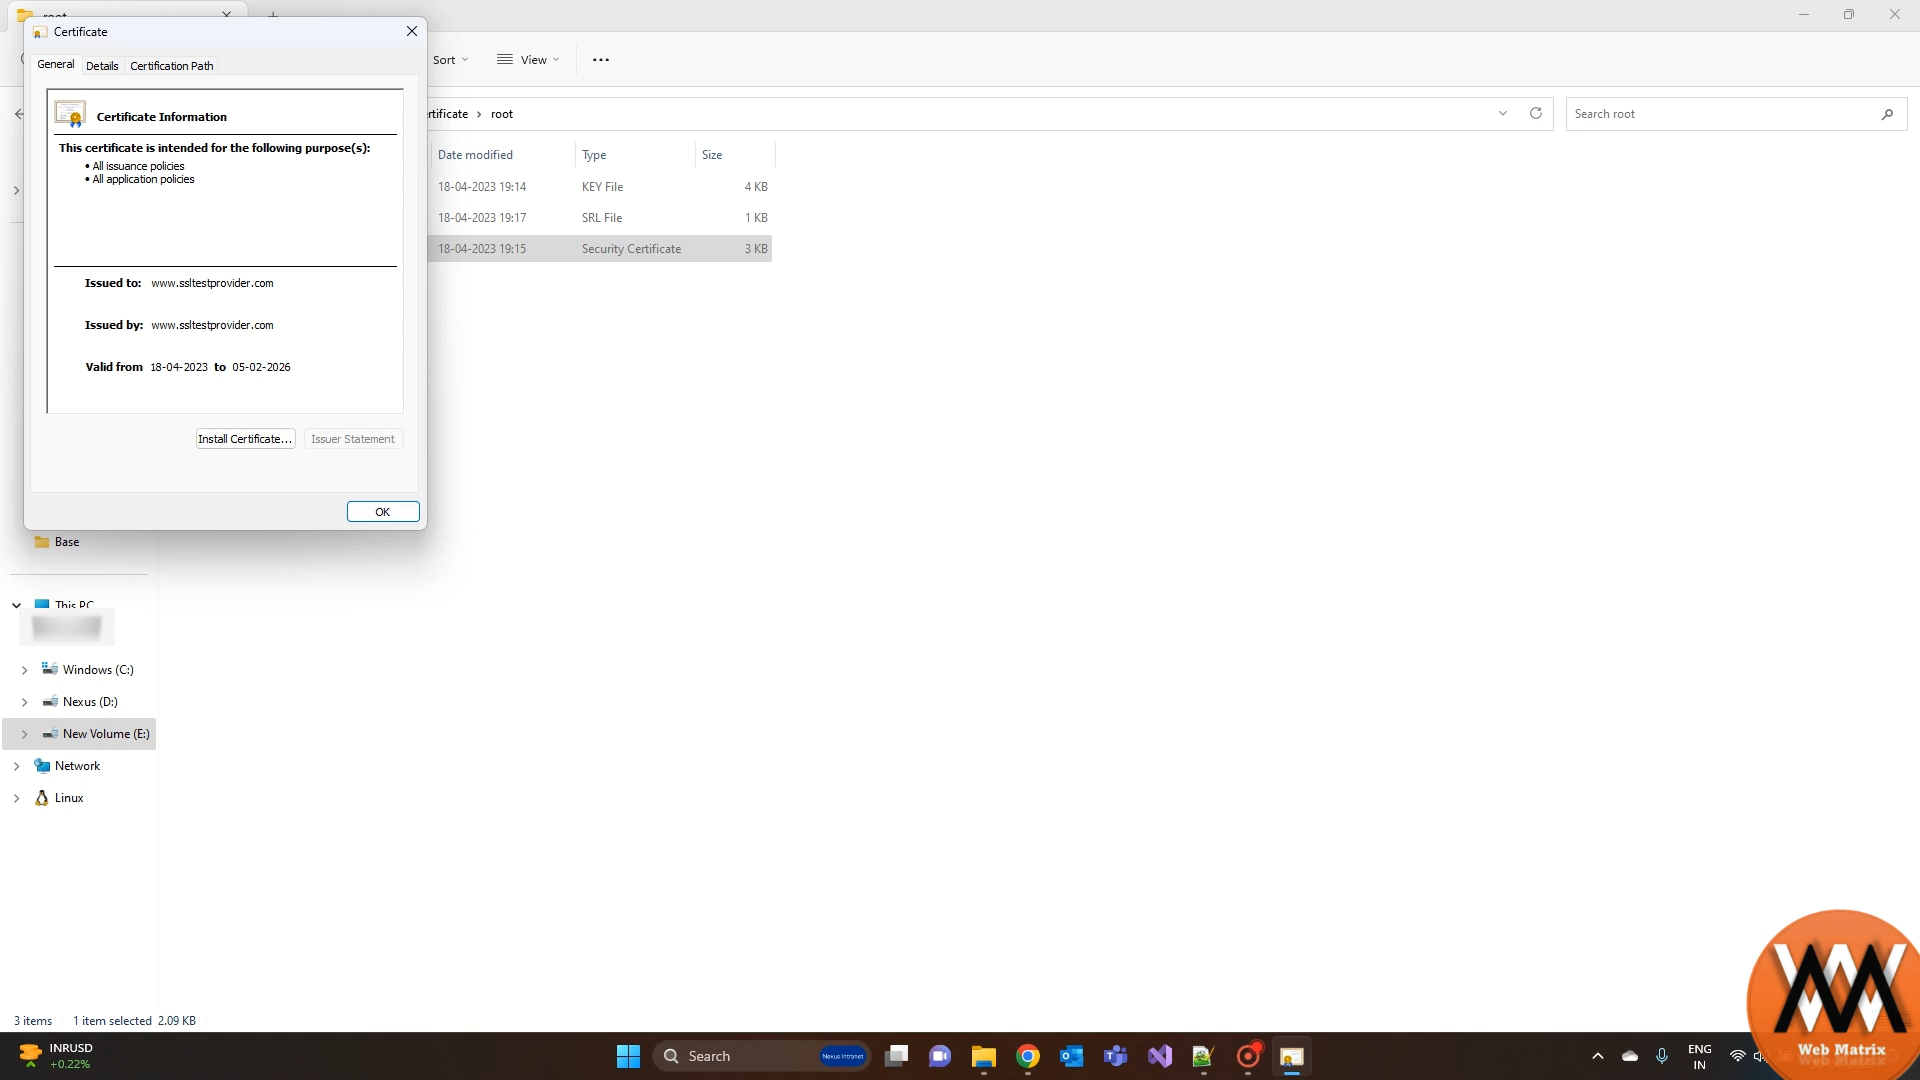 root
Certificate
General
Details
Certification Path
Certificate Information
This certificate is intended for the following purpose(s):
• All issuance policies
• All application policies
Issued to: www.ssltestprovider.com
Issued by: www.ssltestprovider.com
Valid from 18-04-2023 to 05-02-2026
Install Certificate...
Issuer Statement
OK
Sort
View
rtificate
root
Search root
Date modified
Type
Size
18-04-2023 19:14
KEY File
4 KB
18-04-2023 19:17
SRL File
1 KB
18-04-2023 19:15
Security Certificate
3 KB
Base
This PC
Windows (C:)
Nexus (D:)
New Volume (E:)
Network
Linux
3 items
1 item selected 2.09 KB
INRUSD
+0.22%
Search
Nexus Intranet
ENG
IN
Web Matrix